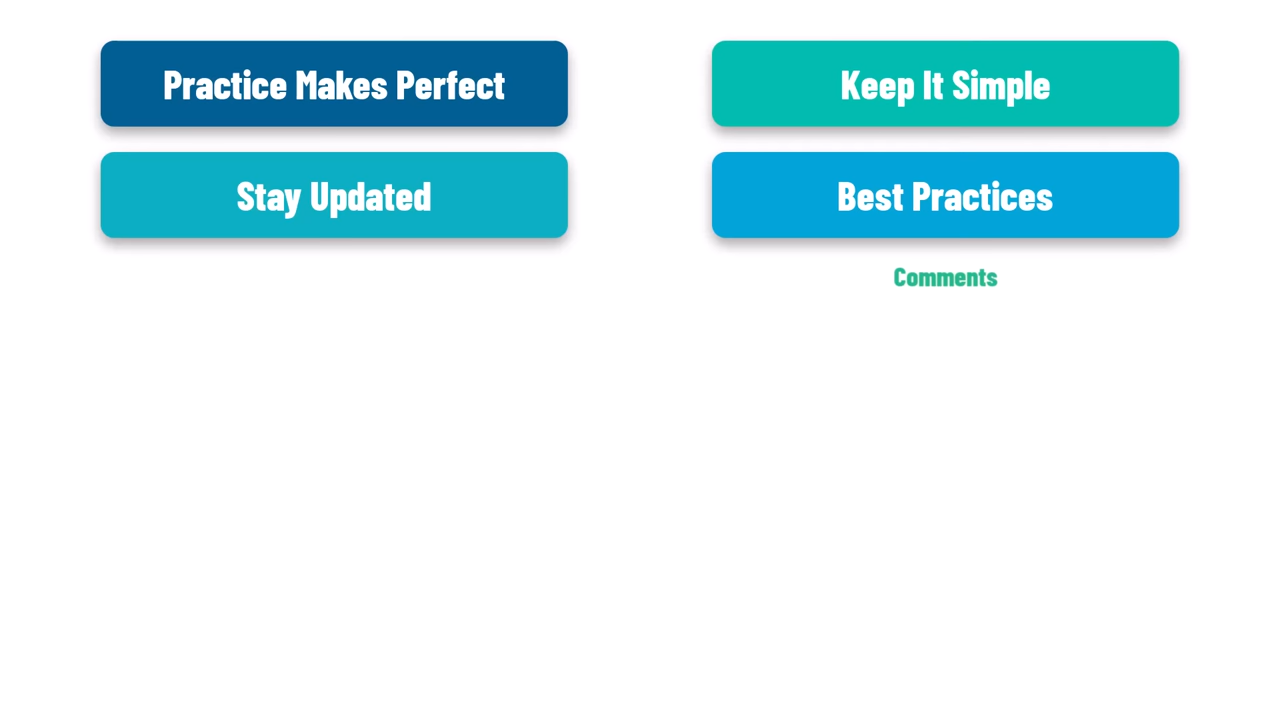 Practice Makes Perfect
Keep It Simple
Stay Updated
Best Practices
Comments